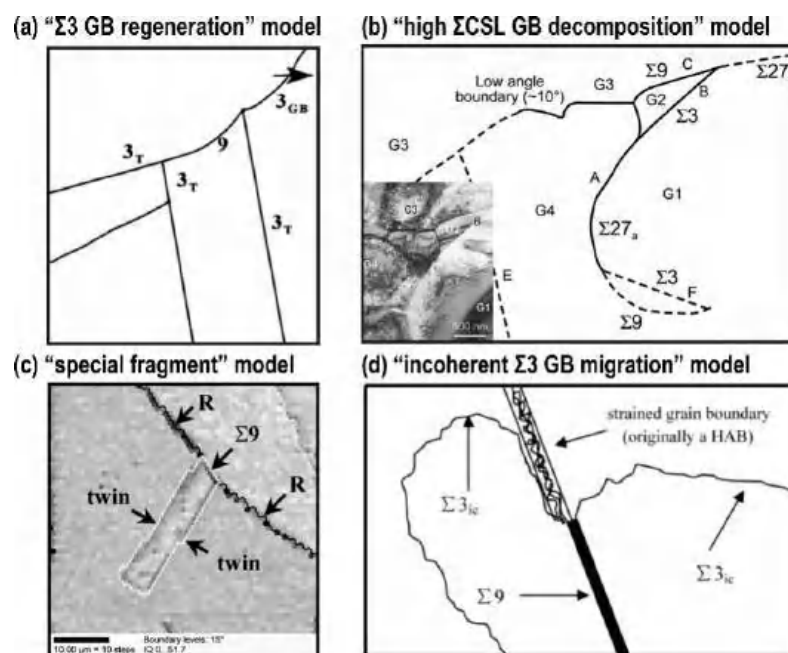 (a) “Σ3 GB regeneration” model
3GB
9
3T
3T
3T
(b) “high ΣCSL GB decomposition” model
Σ9
C
Σ27
Low angle
boundary (~10°)
G3
G2
B
Σ3
G3
A
G1
G4
Σ27a
Σ3
F
Σ9
E
G3
B
G1
500 nm
(c) “special fragment” model
R
Σ9
twin
R
twin
10.00 µm = 10 steps
Boundary levels: 15°
(d) “incoherent Σ3 GB migration” model
strained grain boundary
(originally a HAB)
Σ3ic
Σ3ic
Σ9